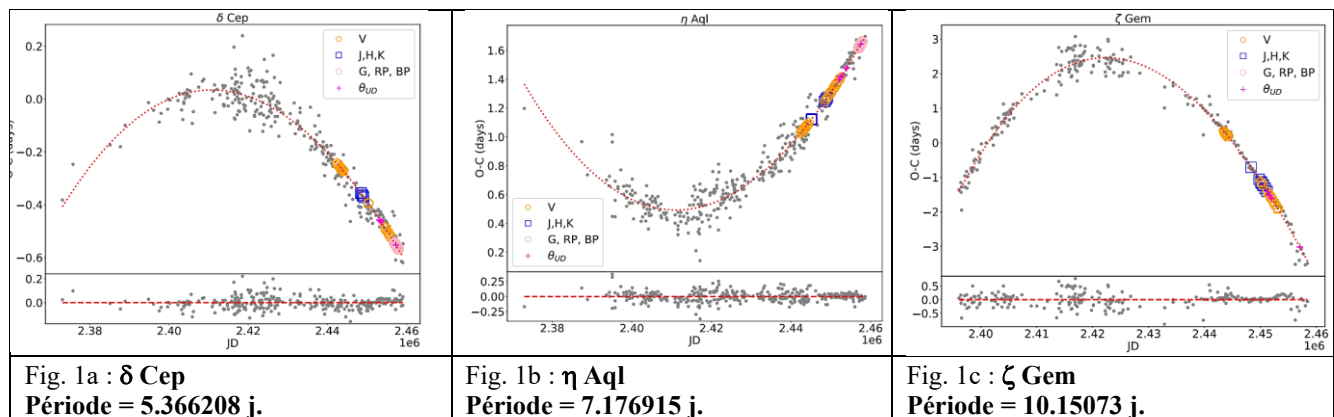 δ Cep
V
J,H,K
G, RP, BP
θUD
0.2
0.0
−0.2
−0.4
−0.6
0.2
0.0
2.38
2.40
2.42
2.44
2.46
JD
1e6
η Aql
O-C (days)
1.6
1.4
1.2
1.0
0.8
0.6
0.4
0.2
V
J,H,K
G, RP, BP
θUD
0.25
0.00
−0.25
2.38
2.40
2.42
2.44
2.46
JD
1e6
ζ Gem
O-C (days)
3
2
1
0
−1
−2
−3
V
J,H,K
G, RP, BP
θUD
0.5
0.0
−0.5
2.40
2.41
2.42
2.43
2.44
2.45
2.46
JD
1e6
Fig. 1a : δ Cep
Période = 5.366208 j.
Fig. 1b : η Aql
Période = 7.176915 j.
Fig. 1c : ζ Gem
Période = 10.15073 j.